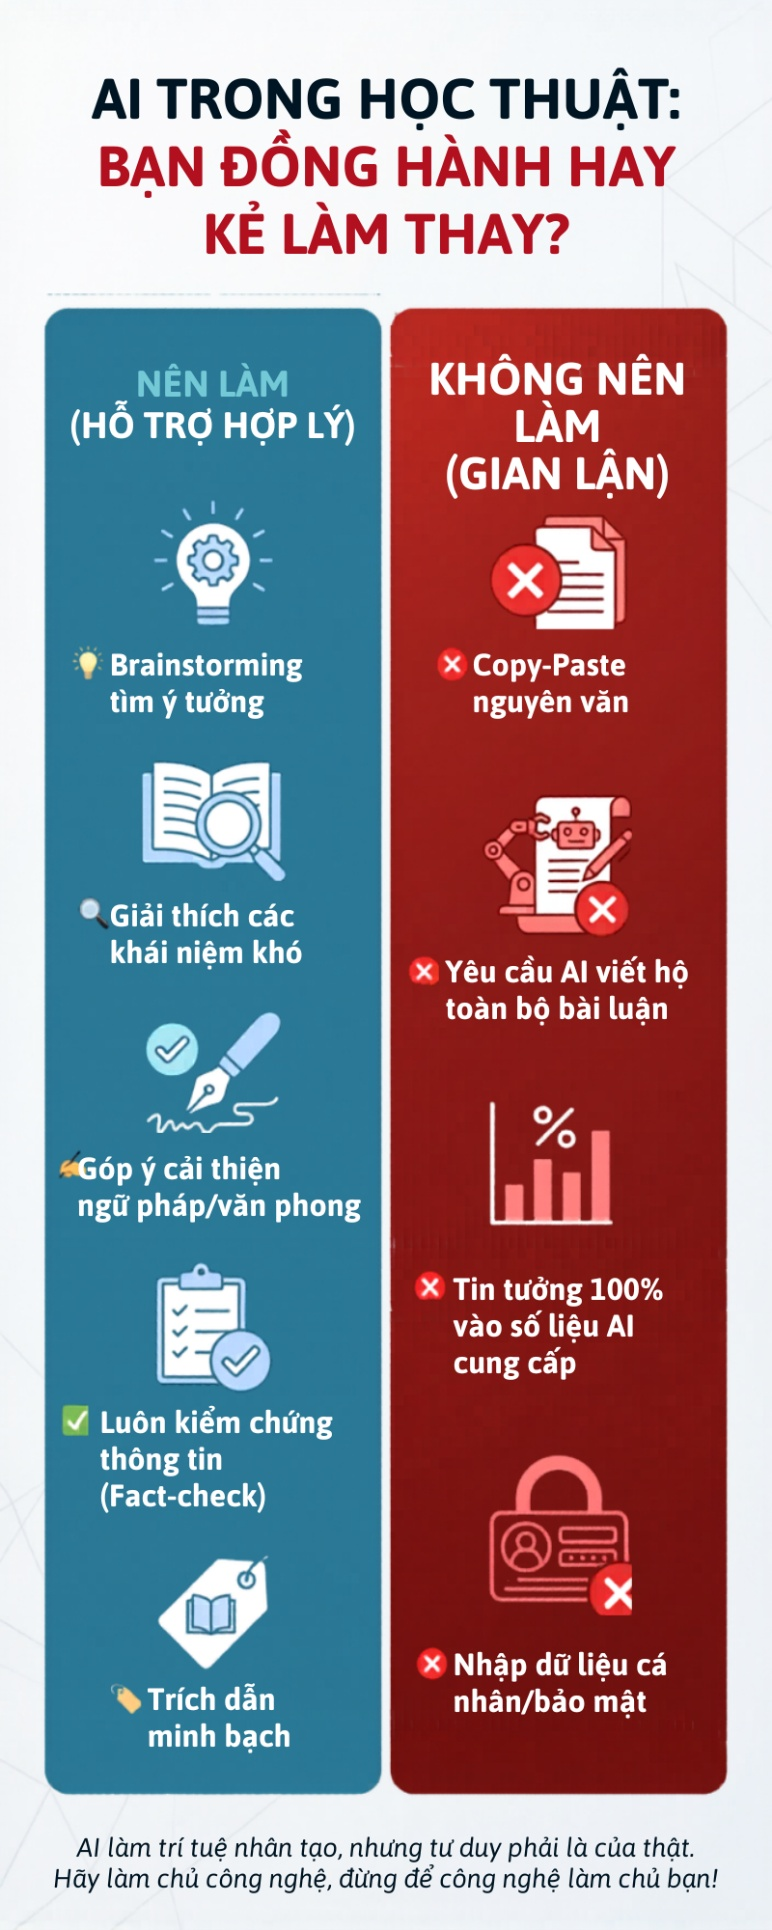 AI TRONG HỌC THUẬT:
BẠN ĐỒNG HÀNH HAY
KẺ LÀM THAY?
NÊN LÀM
(HỖ TRỢ HỢP LÝ)
Brainstorming
tìm ý tưởng
Giải thích các
khái niệm khó
Góp ý cải thiện
ngữ pháp/văn phong
Luôn kiểm chứng
thông tin
(Fact-check)
Trích dẫn
minh bạch
KHÔNG NÊN
LÀM
(GIAN LẬN)
Copy-Paste
nguyên văn
Yêu cầu AI viết hộ
toàn bộ bài luận
%
Tin tưởng 100%
vào số liệu AI
cung cấp
Nhập dữ liệu cá
nhân/bảo mật
AI làm trí tuệ nhân tạo, nhưng tư duy phải là của thật.
Hãy làm chủ công nghệ, đừng để công nghệ làm chủ bạn!